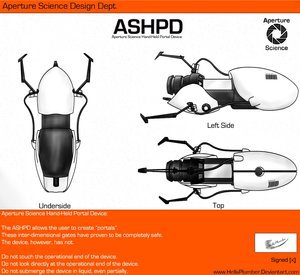 Aperture Science Design Dept.
ASHPD
Aperture Science Hand Held Portal Device
Aperture
Science
Left Side
Underside
Top
Aperture Science Hand Held Portal Device:
The ASHPD allows the user to create "portals"
These inter-dimensional gates have proven to be completely safe.
The device, however, has not.
Do not touch the operational end of the device.
Do not look directly at the operational end of the device.
Do not submerge the device in liquid, even partially.
Signed [x]
www.HellaPlumber.Deviantart.com